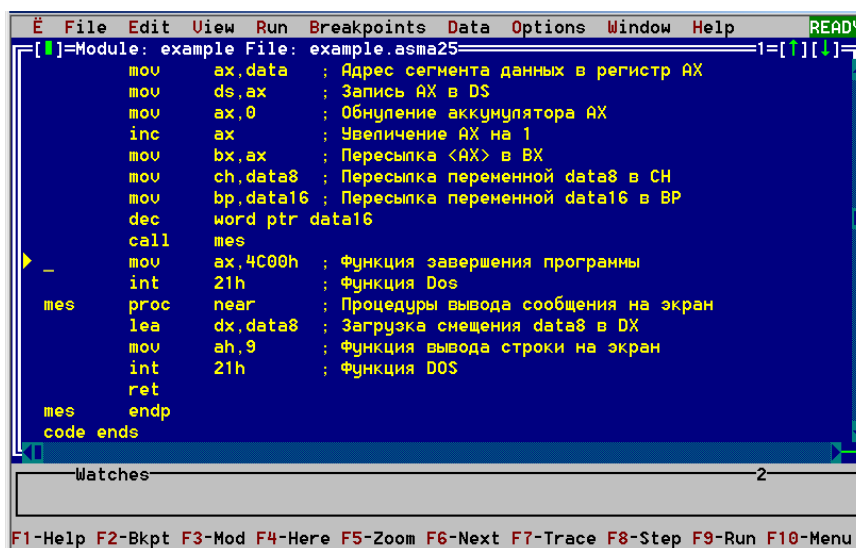 Ë File Edit View Run Breakpoints Data Options Window Help READY
[■]=Module: example File: example.asma25 1=[↑][↓]=
mov ax,data ; Адрес сегмента данных в регистр AX
mov ds,ax ; Запись AX в DS
mov ax,0 ; Обнуление аккумулятора AX
inc ax ; Увеличение AX на 1
mov bx,ax ; Пересылка <AX> в BX
mov ch,data8 ; Пересылка переменной data8 в CH
mov bp,data16 ; Пересылка переменной data16 в BP
dec word ptr data16
call mes
► _ mov ax,4C00h ; Функция завершения программы
int 21h ; Функция Dos
mes proc near ; Процедуры вывода сообщения на экран
lea dx,data8 ; Загрузка смещения data8 в DX
mov ah,9 ; Функция вывода строки на экран
int 21h ; Функция DOS
ret
mes endp
code ends
Watches 2
F1-Help F2-Bkpt F3-Mod F4-Here F5-Zoom F6-Next F7-Trace F8-Step F9-Run F10-Menu